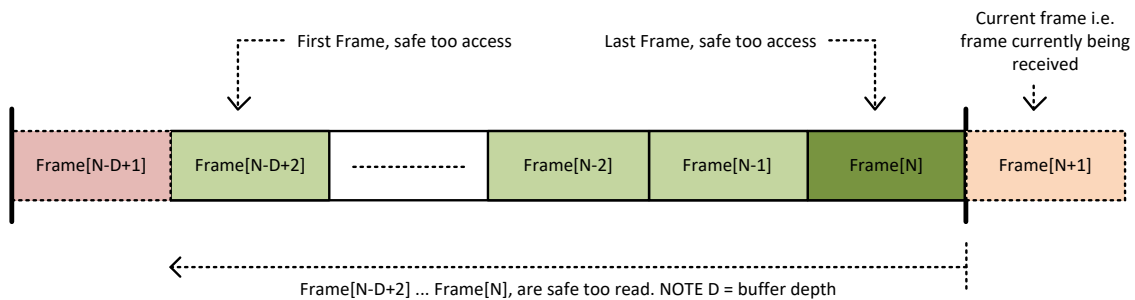 First Frame, safe too access
Last Frame, safe too access
Current frame i.e.
frame currently being
received
Frame[N-D+1]
Frame[N-D+2]
Frame[N-2]
Frame[N-1]
Frame[N]
Frame[N+1]
Frame[N-D+2] ... Frame[N], are safe too read. NOTE D = buffer depth